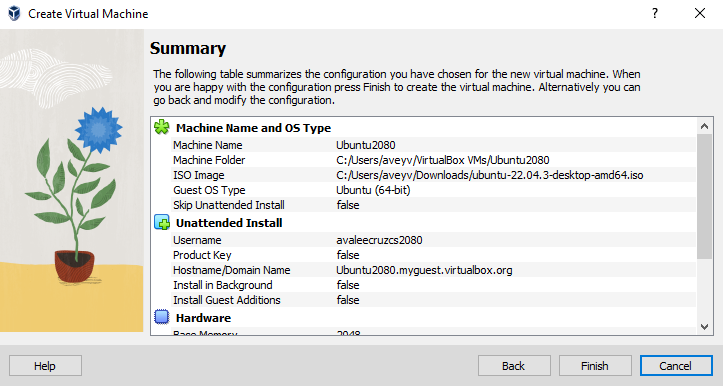 Create Virtual Machine ? ×
Summary
The following table summarizes the configuration you have chosen for the new virtual machine. When
you are happy with the configuration press Finish to create the virtual machine. Alternatively you can
go back and modify the configuration.
Machine Name and OS Type
Machine Name Ubuntu2080
Machine Folder C:/Users/aveyv/VirtualBox VMs/Ubuntu2080
ISO Image C:/Users/aveyv/Downloads/ubuntu-22.04.3-desktop-amd64.iso
Guest OS Type Ubuntu (64-bit)
Skip Unattended Install false
Unattended Install
Username avaleecruzcs2080
Product Key false
Hostname/Domain Name Ubuntu2080.myguest.virtualbox.org
Install in Background false
Install Guest Additions false
Hardware
Base Memory 2048
Help Back Finish Cancel